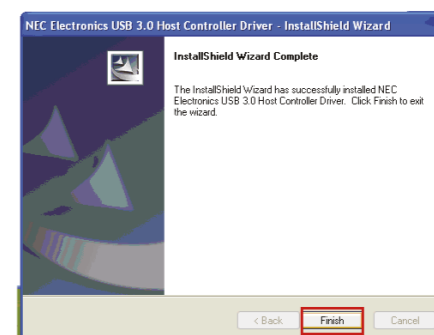 NEC Electronics USB 3.0 Host Controller Driver - InstallShield Wizard
InstallShield Wizard Complete
The InstallShield Wizard has successfully installed NEC
Electronics USB 3.0 Host Controller Driver. Click Finish to exit
the wizard.
< Back Finish Cancel